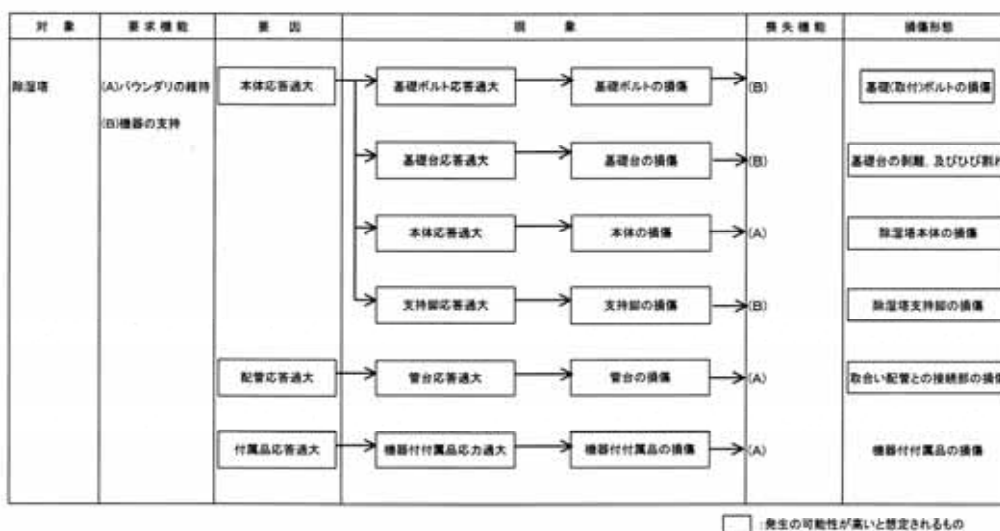 対 象 要求機能 要 因 現 象 喪失機能 損傷形態
除湿塔 (A)バウンダリの維持 本体応答過大 基礎ボルト応答過大 基礎ボルトの損傷 (B) 基礎(取付)ボルトの損傷
(B)機器の支持
基礎台応答過大 基礎台の損傷 (B) 基礎台の剥離、及びひび割れ
本体応答過大 本体の損傷 (A) 除湿塔本体の損傷
支持脚応答過大 支持脚の損傷 (B) 除湿塔支持脚の損傷
配管応答過大 管台応答過大 管台の損傷 (A) 取合い配管との接続部の損傷
付属品応答過大 機器付付属品応力過大 機器付付属品の損傷 (A) 機器付付属品の損傷
:発生の可能性が高いと想定されるもの